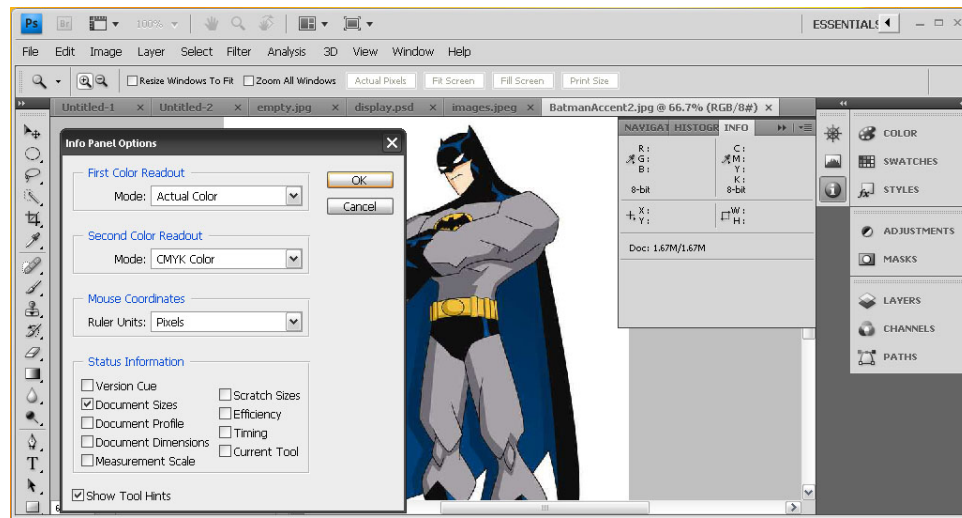 Ps Br 100% ESSENTIALS
File Edit Image Layer Select Filter Analysis 3D View Window Help
Resize Windows To Fit Zoom All Windows Actual Pixels Fit Screen Fill Screen Print Size
Untitled-1 × Untitled-2 × empty.jpg × display.psd × images.jpeg × BatmanAccent2.jpg @ 66.7% (RGB/8#) ×
Info Panel Options
First Color Readout
Mode: Actual Color
Second Color Readout
Mode: CMYK Color
Mouse Coordinates
Ruler Units: Pixels
Status Information
Version Cue
Document Sizes
Document Profile
Document Dimensions
Measurement Scale
Scratch Sizes
Efficiency
Timing
Current Tool
Show Tool Hints
OK
Cancel
NAVIGAT HISTOGR INFO
R: C:
G: M:
B: Y:
K:
8-bit 8-bit
X: W:
Y: H:
Doc: 1.67M/1.67M
COLOR
SWATCHES
STYLES
ADJUSTMENTS
MASKS
LAYERS
CHANNELS
PATHS